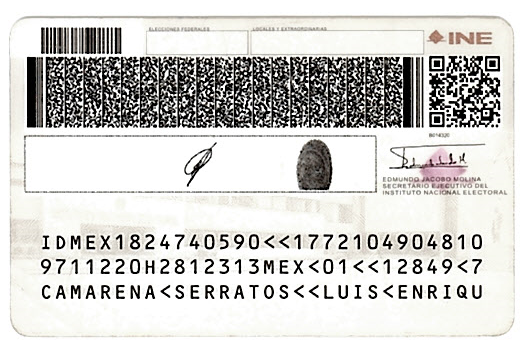 ELECCIONES FEDERALES
LOCALES Y EXTRAORDINARIAS
INE
EDMUNDO JACOBO MOLINA
SECRETARIO EJECUTIVO DEL
INSTITUTO NACIONAL ELECTORAL
IDMEX1824740590<<1772104904810
9711220H2812313MEX<01<<12849<7
CAMARENA<SERRATOS<<LUIS<ENRIQU